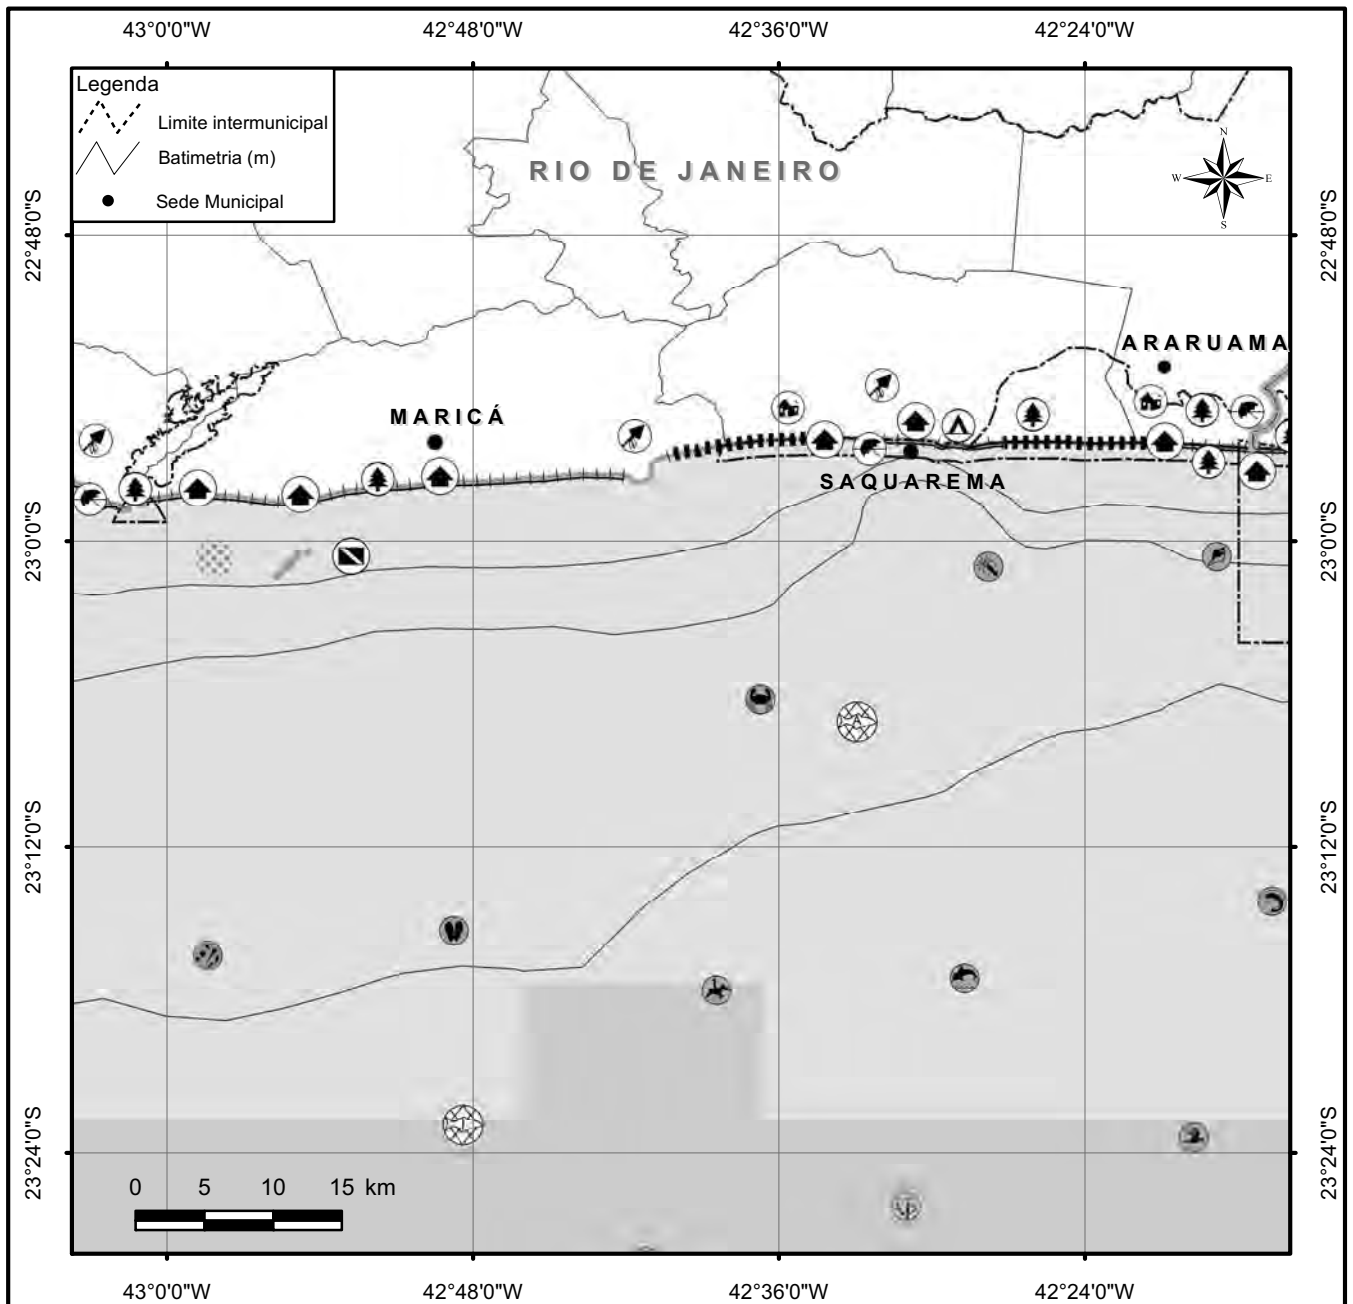 43°0'0"W 42°48'0"W 42°36'0"W 42°24'0"W
Legenda
Limite intermunicipal
Batimetria (m)
Sede Municipal
RIO DE JANEIRO
N
W E
S
22°48'0"S 22°48'0"S
ARARUAMA
MARICÁ
SAQUAREMA
23°0'0"S 23°0'0"S
A
23°12'0"S 23°12'0"S
I
23°24'0"S 23°24'0"S
0 5 10 15 km
43°0'0"W 42°48'0"W 42°36'0"W 42°24'0"W